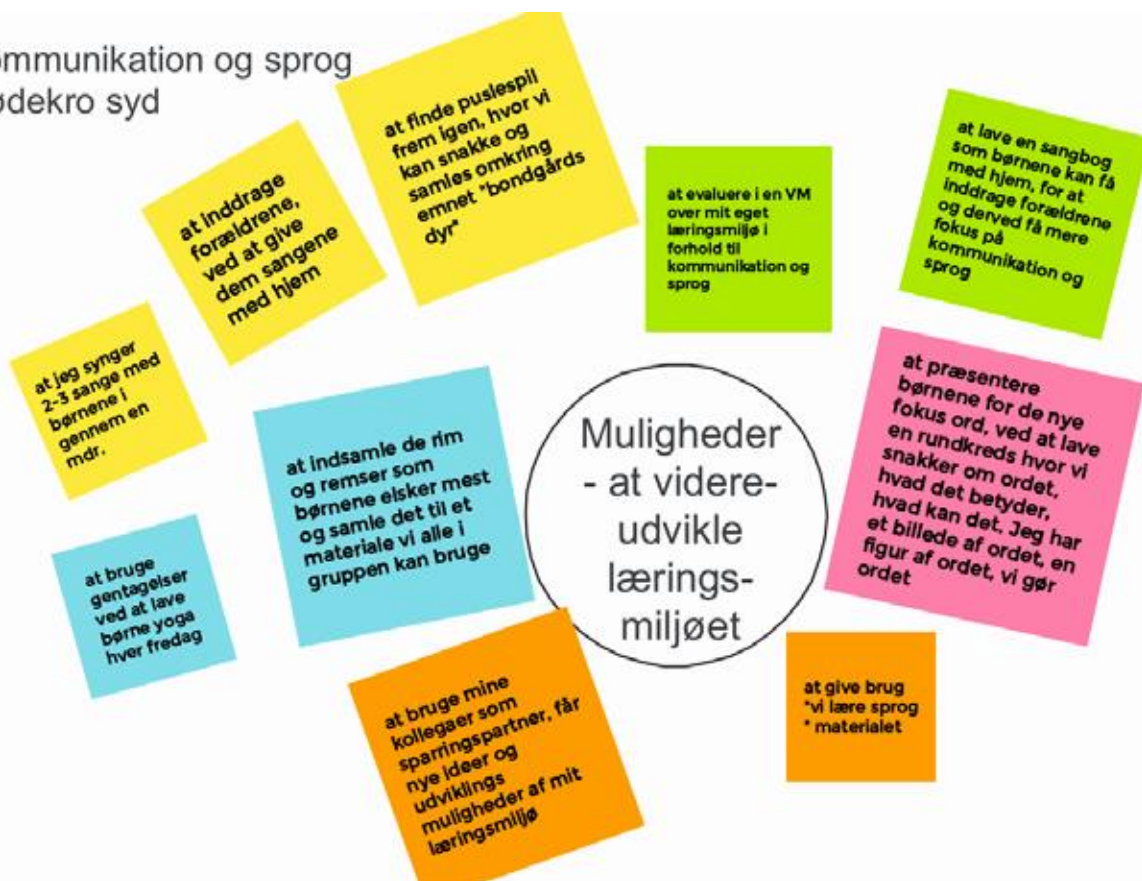 ommunikation og sprog
ødekro syd
at finde puslespil
frem igen, hvor vi
kan snakke og
samles omkring
emnet "bondgårds
dyr"
at inddrage
forældrene,
ved at give
dem sangene
med hjem
at evaluere i en VM
over mit eget
læringsmiljø i
forhold til
kommunikation og
sprog
at lave en sangbog
som børnene kan få
med hjem, for at
inddrage forældrene
og derved få mere
fokus på
kommunikation og
sprog
at jeg synger
2-3 sange med
børnene i
gennem en
mdr.
at indsamle de rim
og remser som
børnene elsker mest
og samle det til et
materiale vi alle i
gruppen kan bruge
Muligheder
- at videre-
udvikle
lærings-
miljøet
at præsentere
børnene for de nye
fokus ord, ved at lave
en rundkreds hvor vi
snakker om ordet,
hvad det betyder,
hvad kan det. Jeg har
et billede af ordet, en
figur af ordet, vi gør
ordet
at bruge
gentagelser
ved at lave
børne yoga
hver fredag
at bruge mine
kollegaer som
sparringspartner, får
nye idéer og
udviklings
muligheder af mit
læringsmiljø
at give brug
"vi lære sprog
" materialet